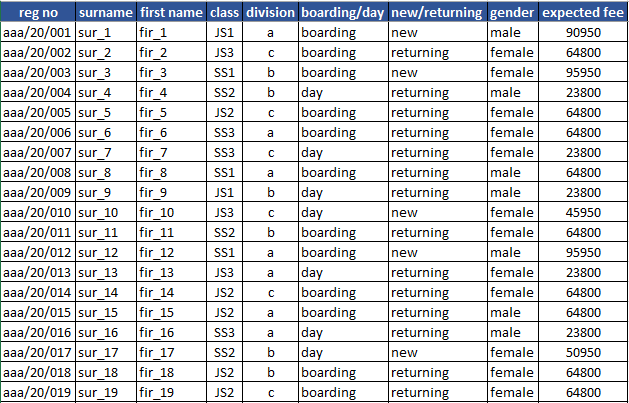 reg no surname first name class division boarding/day new/returning gender expected fee
aaa/20/001 sur_1 fir_1 JS1 a boarding new male 90950
aaa/20/002 sur_2 fir_2 JS3 c boarding returning female 64800
aaa/20/003 sur_3 fir_3 SS1 b boarding new female 95950
aaa/20/004 sur_4 fir_4 SS2 b day returning male 23800
aaa/20/005 sur_5 fir_5 JS2 c boarding returning female 64800
aaa/20/006 sur_6 fir_6 SS3 a boarding returning female 64800
aaa/20/007 sur_7 fir_7 SS3 c day returning female 23800
aaa/20/008 sur_8 fir_8 SS1 a boarding returning male 64800
aaa/20/009 sur_9 fir_9 JS1 b day returning male 23800
aaa/20/010 sur_10 fir_10 JS3 c day new female 45950
aaa/20/011 sur_11 fir_11 SS2 b boarding returning female 64800
aaa/20/012 sur_12 fir_12 SS1 a boarding new male 95950
aaa/20/013 sur_13 fir_13 JS3 a day returning female 23800
aaa/20/014 sur_14 fir_14 JS2 c boarding returning female 64800
aaa/20/015 sur_15 fir_15 JS2 a boarding returning male 64800
aaa/20/016 sur_16 fir_16 SS3 a day returning male 23800
aaa/20/017 sur_17 fir_17 SS2 b day new female 50950
aaa/20/018 sur_18 fir_18 JS2 b boarding returning female 64800
aaa/20/019 sur_19 fir_19 JS2 c boarding returning female 64800